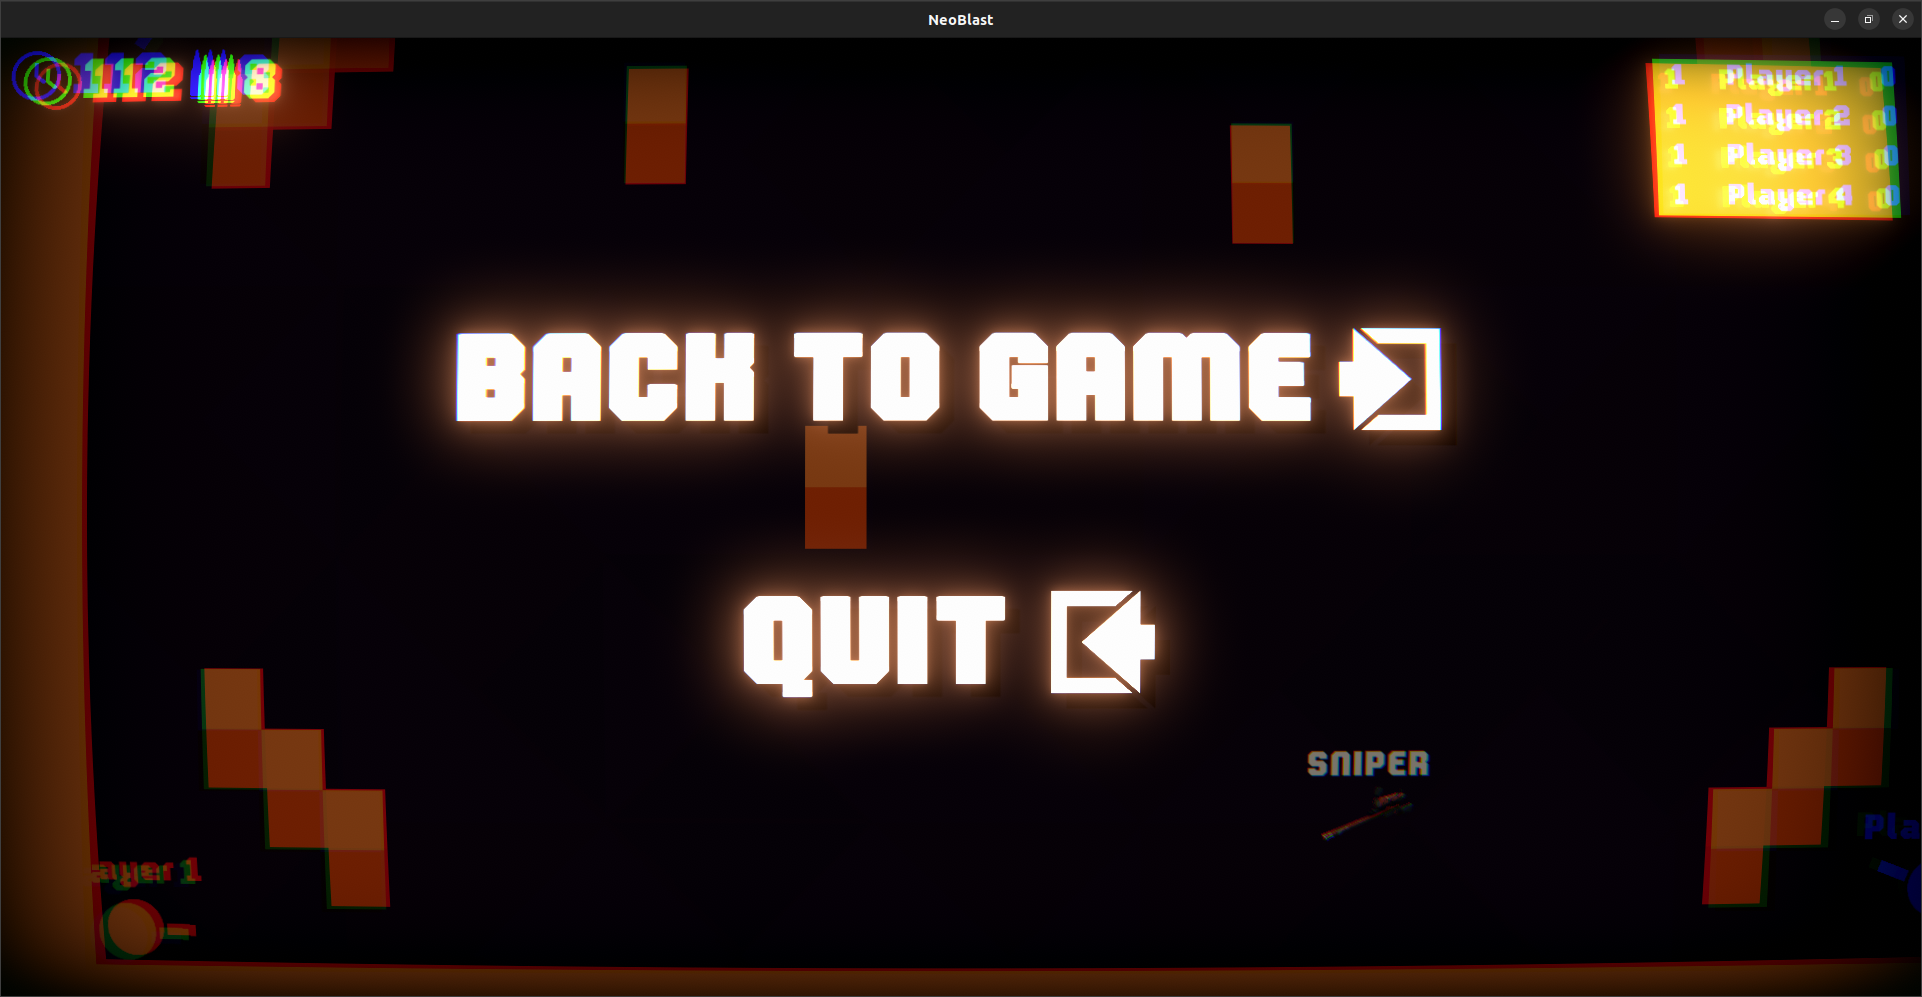 NeoBlast
112 8
1 Player1 0
1 Player2 0
1 Player3 0
1 Player4 0
BACK TO GAME
QUIT
SNIPER
ayer 1
Pla